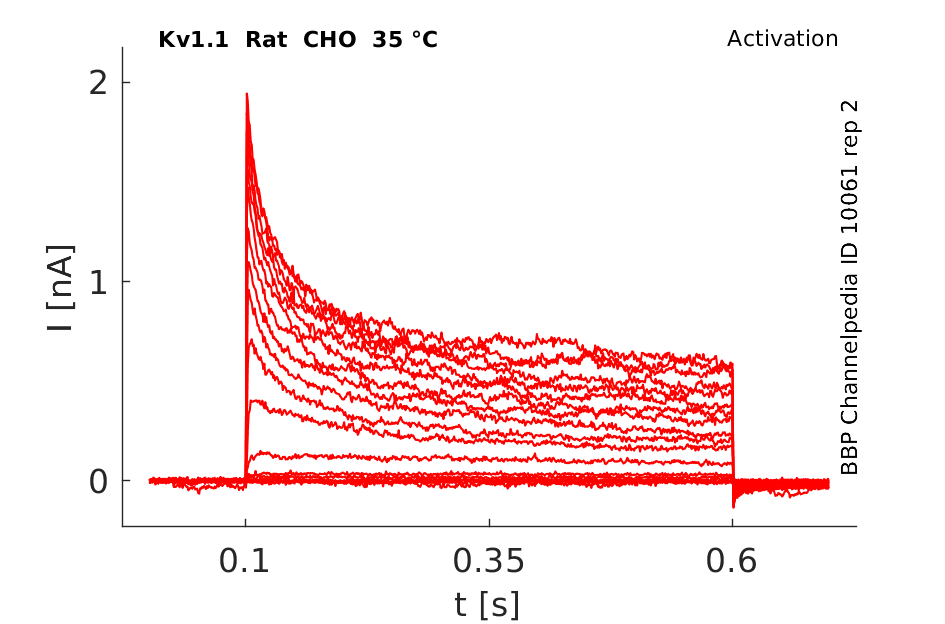 Kv1.1 Rat CHO 35 °C
Activation
BBP Channelpedia ID 10061 rep 2
I [nA]
2
1
0
0.1
0.35
0.6
t [s]